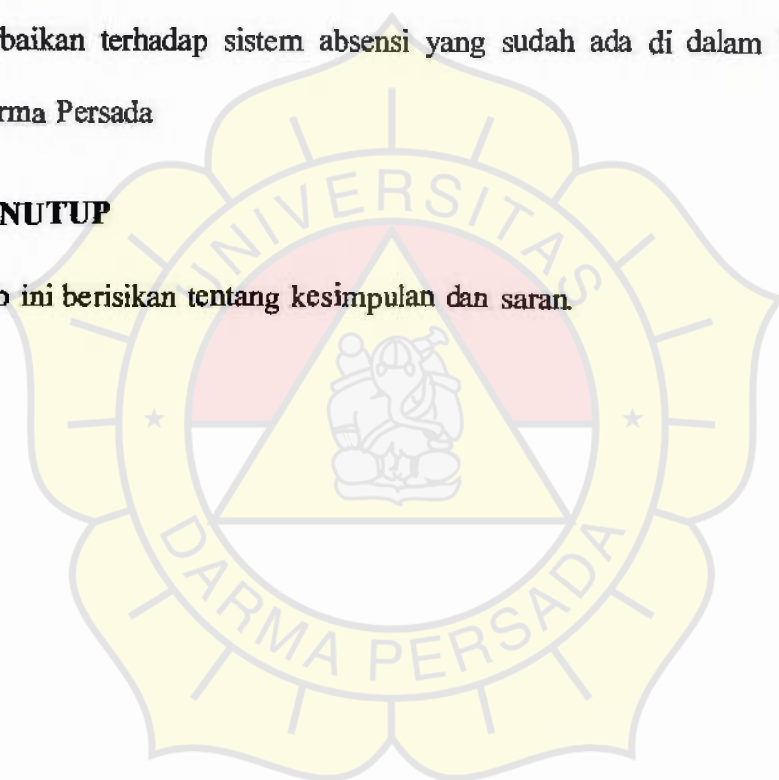 baikan terhadap sistem absensi yang sudah ada di dalam
rma Persada
NUTUP
ini berisikan tentang kesimpulan dan saran.
UNIVERSITAS
DARMA PERSADA